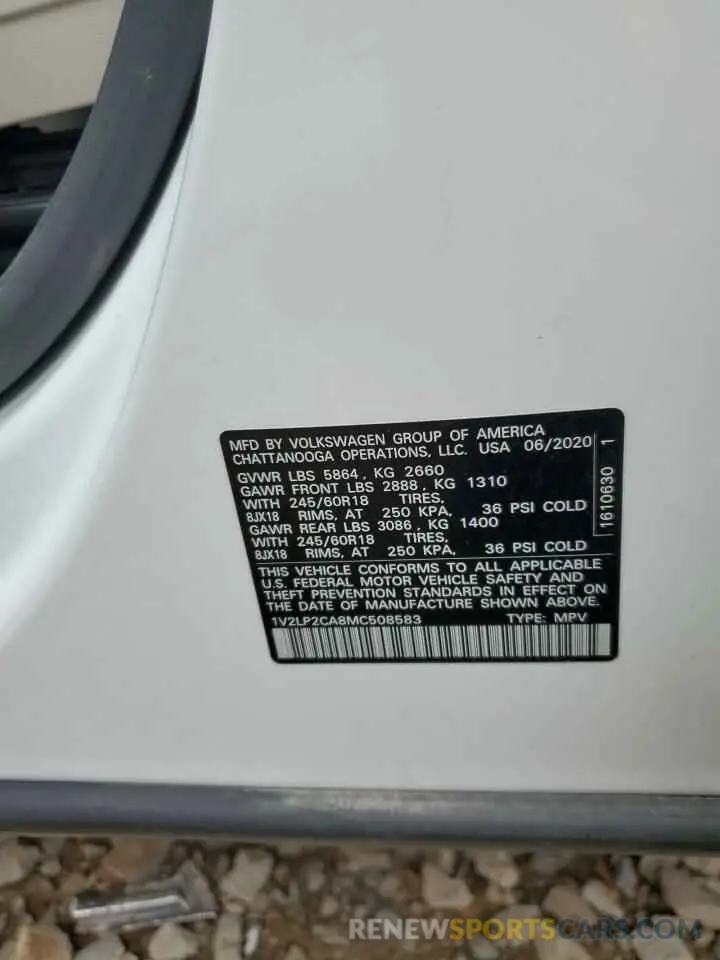 MFD BY VOLKSWAGEN GROUP OF AMERICA
CHATTANOOGA OPERATIONS, LLC. USA 06/2020
GVWR LBS 5864, KG 2660
GAWR FRONT LBS 2888, KG 1310
WITH 245/60R18 TIRES,
8JX18 RIMS, AT 250 KPA, 36 PSI COLD
GAWR REAR LBS 3086, KG 1400
WITH 245/60R18 TIRES,
8JX18 RIMS, AT 250 KPA, 36 PSI COLD
1610630 1
THIS VEHICLE CONFORMS TO ALL APPLICABLE
U.S. FEDERAL MOTOR VEHICLE SAFETY AND
THEFT PREVENTION STANDARDS IN EFFECT ON
THE DATE OF MANUFACTURE SHOWN ABOVE.
1V2LP2CA8MC508583 TYPE: MPV
RENEWSPORTSCAR.COM